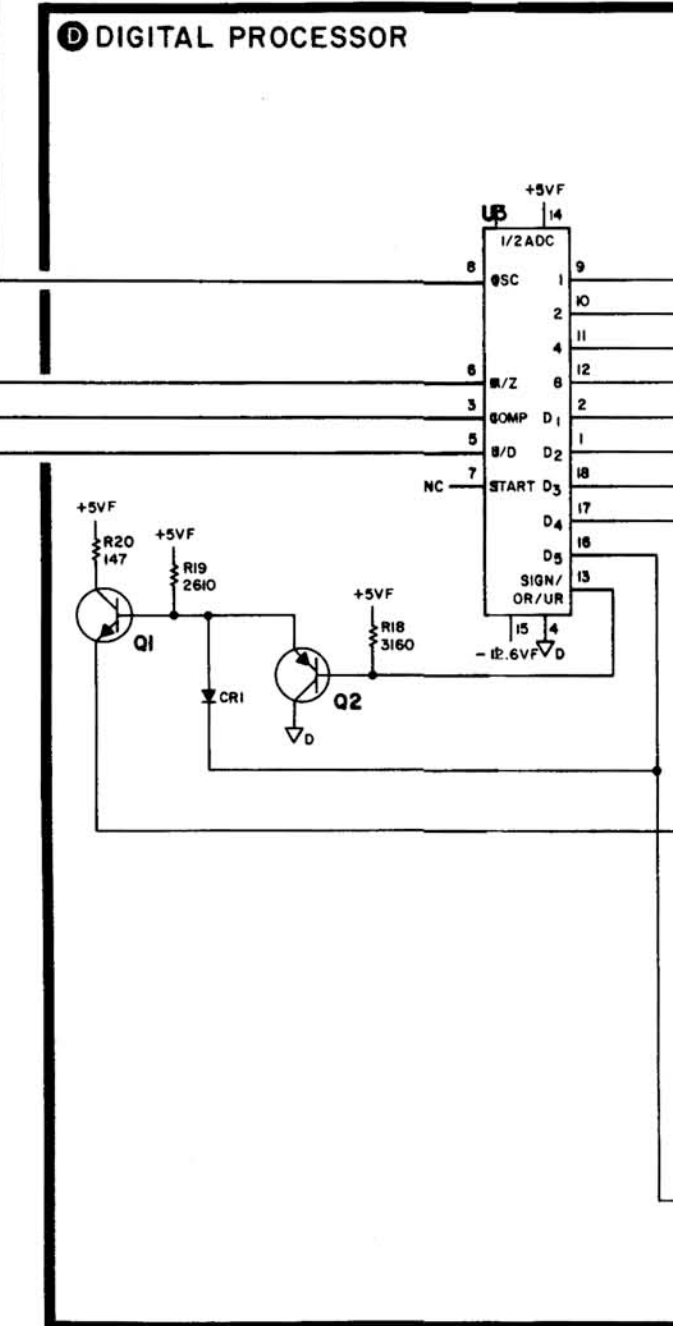 D DIGITAL PROCESSOR
+5VF
14
1/2 ADC
8 OSC 1 9
2 10
4 11
6 /Z 8 12
3 COMP D1 2
5 /D D2 1
NC 7 START D3 18
D4 17
D5 16
SIGN/ 13
OR/UR
15 4
-12.6VF D
+5VF
R20
147
+5VF
R19
2610
+5VF
R18
3160
Q1
CR1
Q2
D